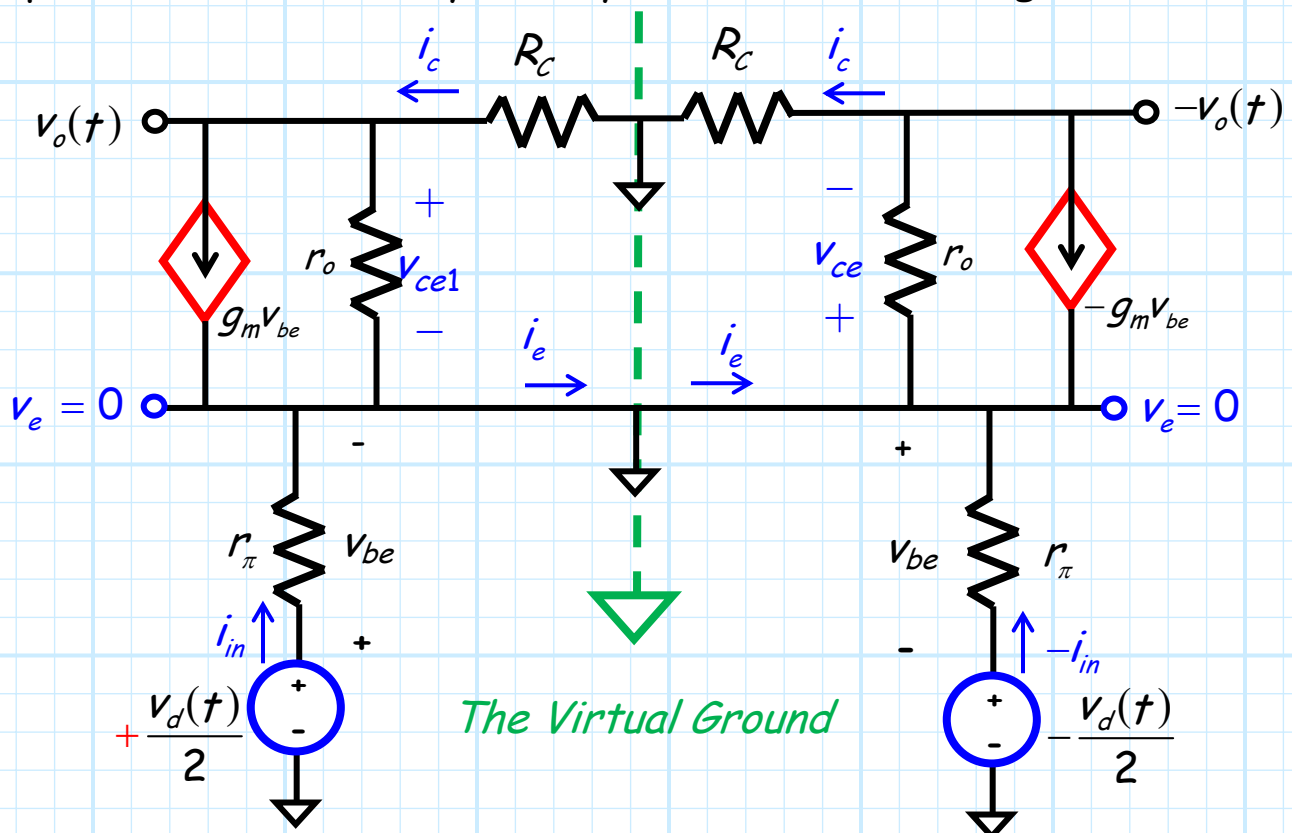 i_c R_C R_C i_c
v_o(t) −v_o(t)
+ −
r_o v_ce1 v_ce r_o
g_m v_be − + −g_m v_be
i_e i_e
v_e = 0 v_e = 0
- +
r_π v_be v_be r_π
i_in + - −i_in
+ v_d(t)/2 + - The Virtual Ground + - − v_d(t)/2